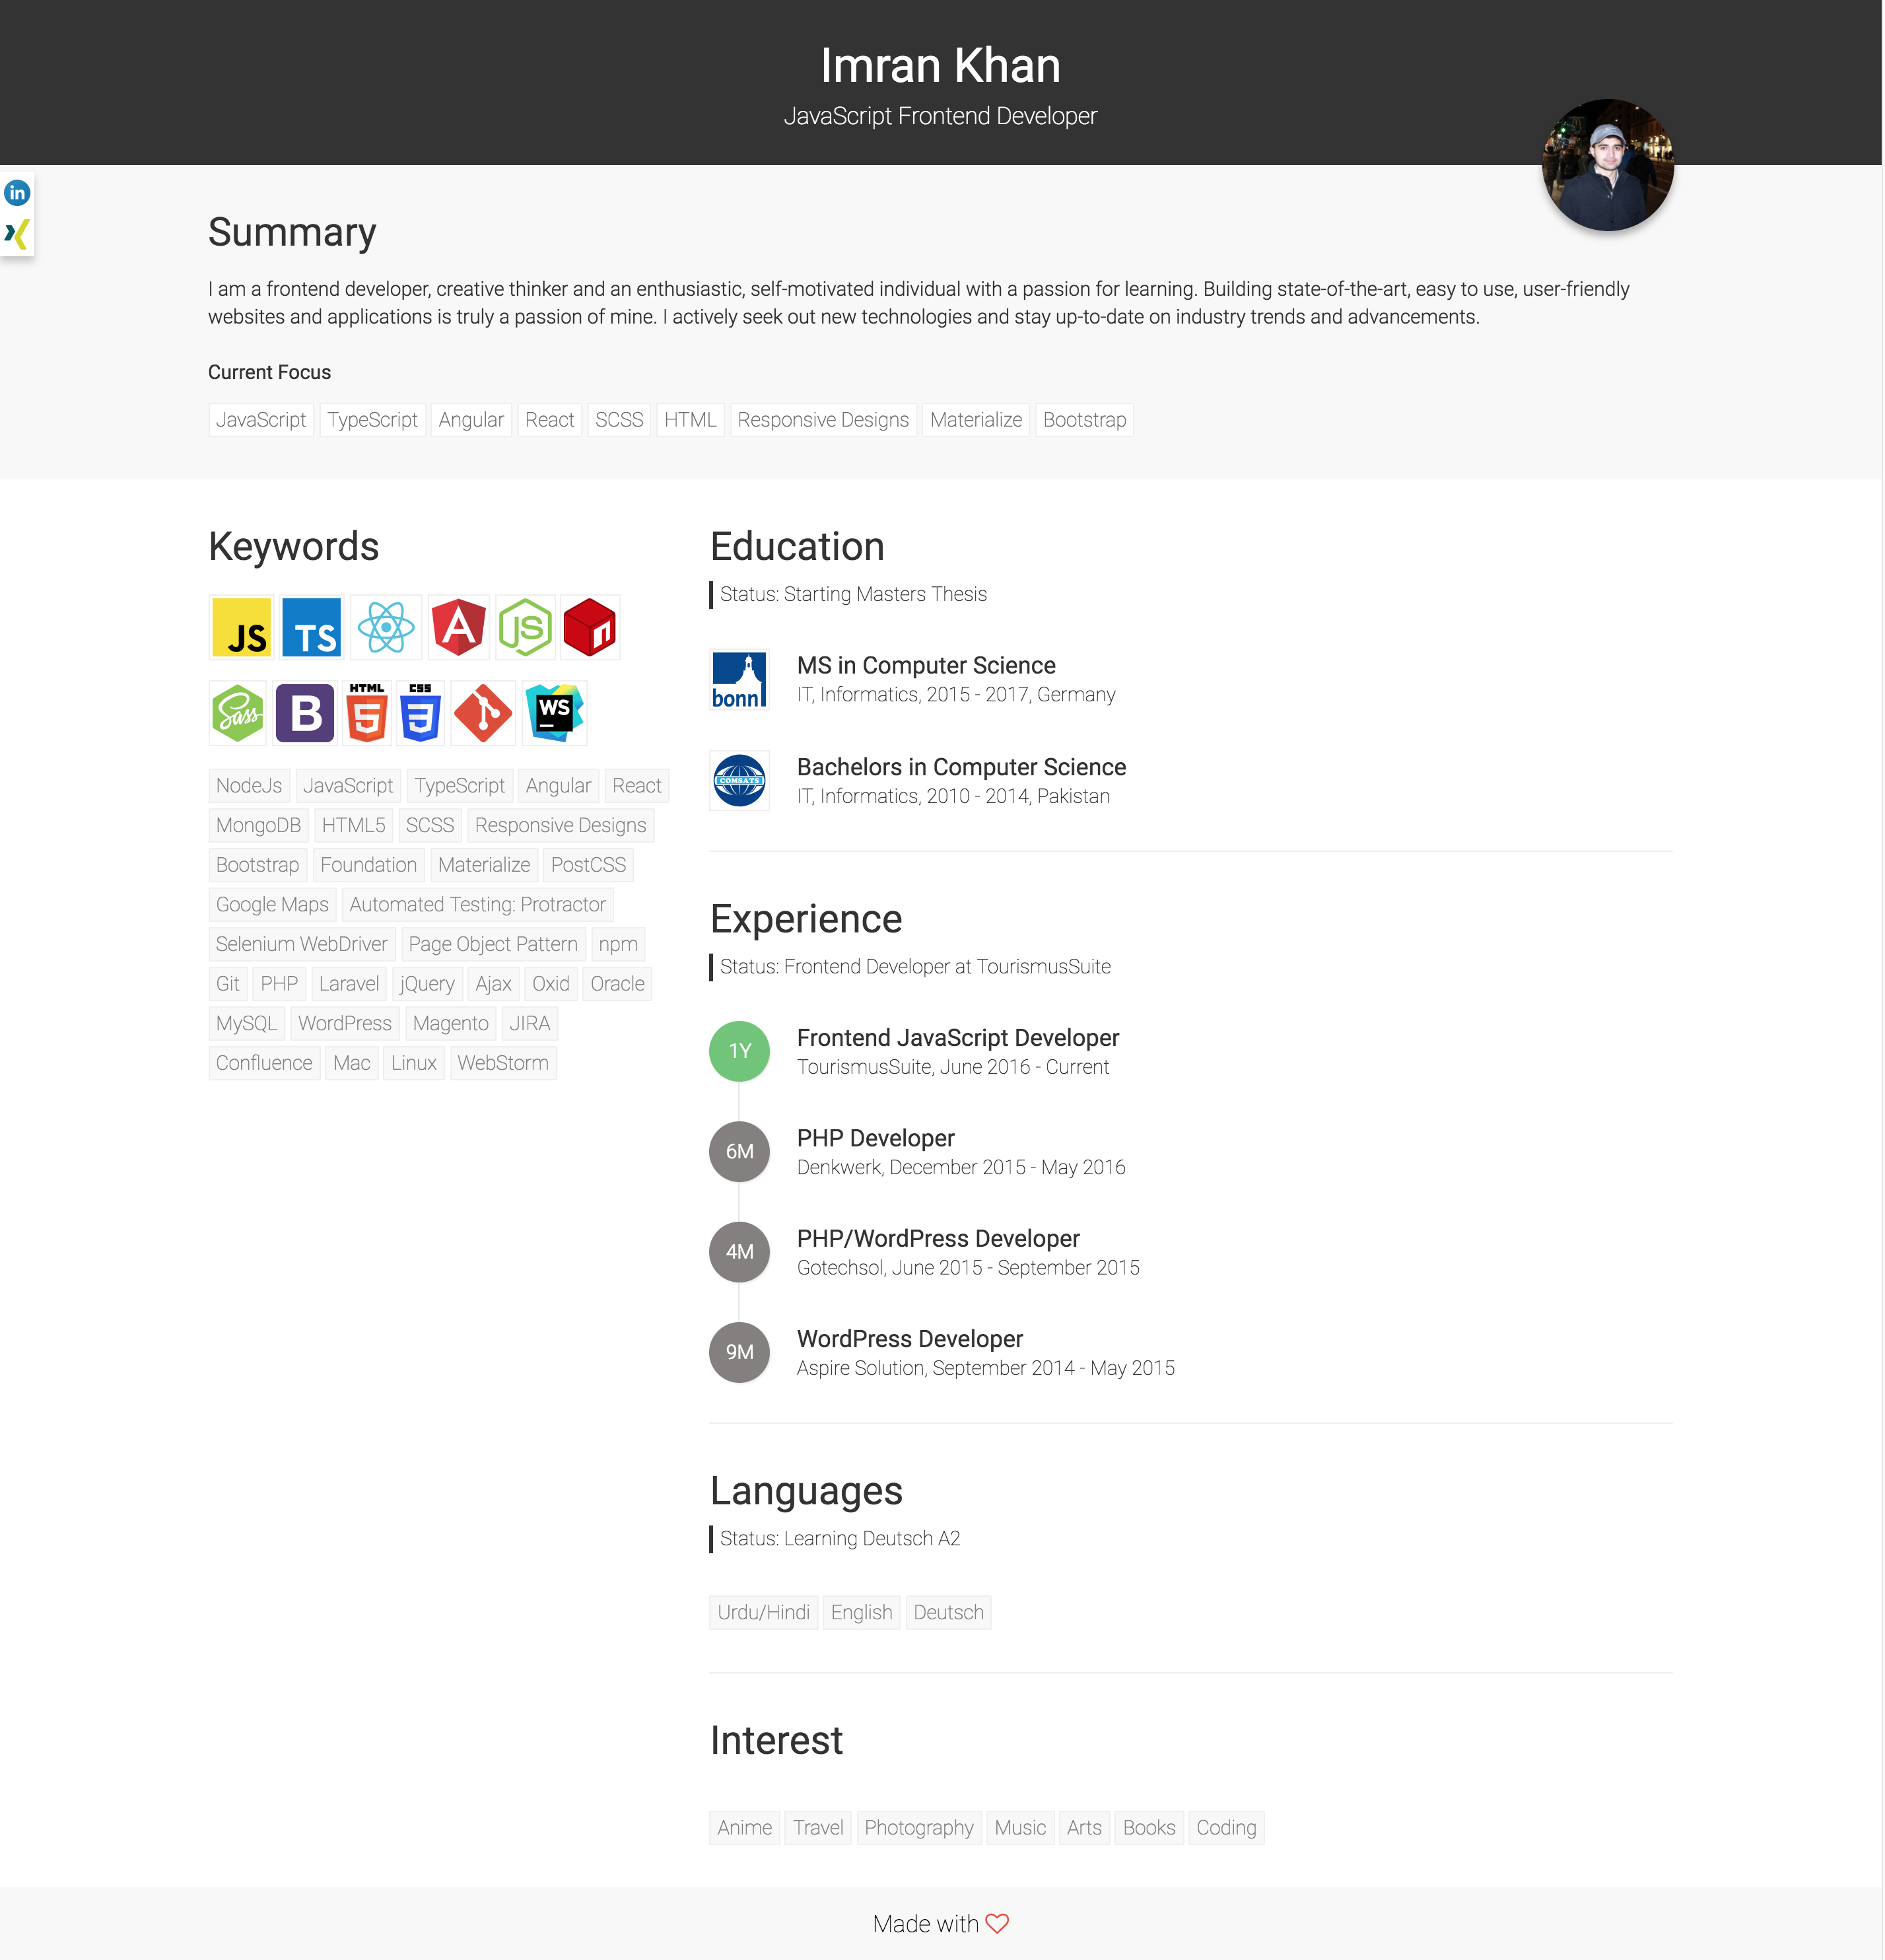 Imran Khan
JavaScript Frontend Developer
in
Summary
I am a frontend developer, creative thinker and an enthusiastic, self-motivated individual with a passion for learning. Building state-of-the-art, easy to use, user-friendly
websites and applications is truly a passion of mine. I actively seek out new technologies and stay up-to-date on industry trends and advancements.
Current Focus
JavaScript TypeScript Angular React SCSS HTML Responsive Designs Materialize Bootstrap
Keywords
JS TS A JS n
Sass B HTML 5 CSS 3 WS
NodeJs JavaScript TypeScript Angular React
MongoDB HTML5 SCSS Responsive Designs
Bootstrap Foundation Materialize PostCSS
Google Maps Automated Testing: Protractor
Selenium WebDriver Page Object Pattern npm
Git PHP Laravel jQuery Ajax Oxid Oracle
MySQL WordPress Magento JIRA
Confluence Mac Linux WebStorm
Education
Status: Starting Masters Thesis
bonn
MS in Computer Science
IT, Informatics, 2015 - 2017, Germany
COMSATS
Bachelors in Computer Science
IT, Informatics, 2010 - 2014, Pakistan
Experience
Status: Frontend Developer at TourismusSuite
1Y
Frontend JavaScript Developer
TourismusSuite, June 2016 - Current
6M
PHP Developer
Denkwerk, December 2015 - May 2016
4M
PHP/WordPress Developer
Gotechsol, June 2015 - September 2015
9M
WordPress Developer
Aspire Solution, September 2014 - May 2015
Languages
Status: Learning Deutsch A2
Urdu/Hindi English Deutsch
Interest
Anime Travel Photography Music Arts Books Coding
Made with